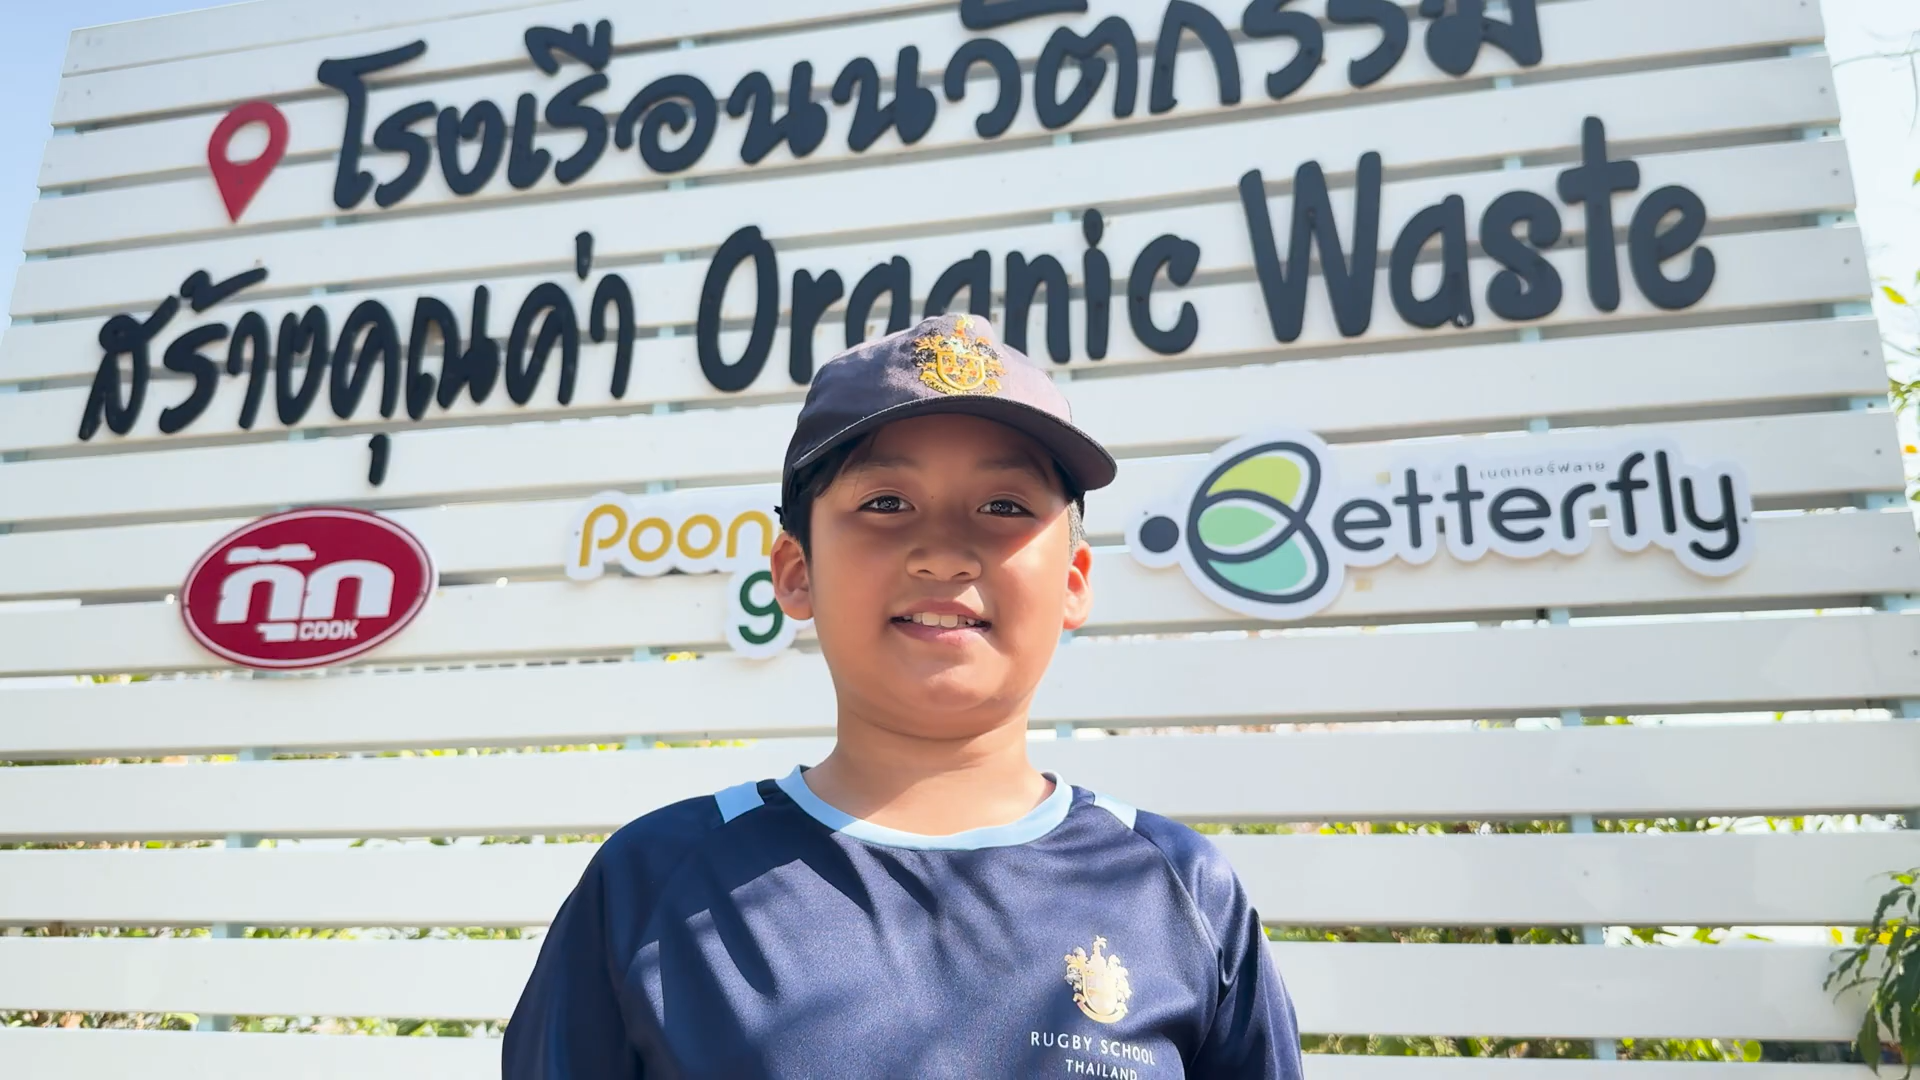 โรงเรือนนวัตกรรม
สร้างคุณค่า Organic Waste
กุ๊ก
COOK
Betterfly
เบตเทอร์ฟลาย
RUGBY SCHOOL
THAILAND